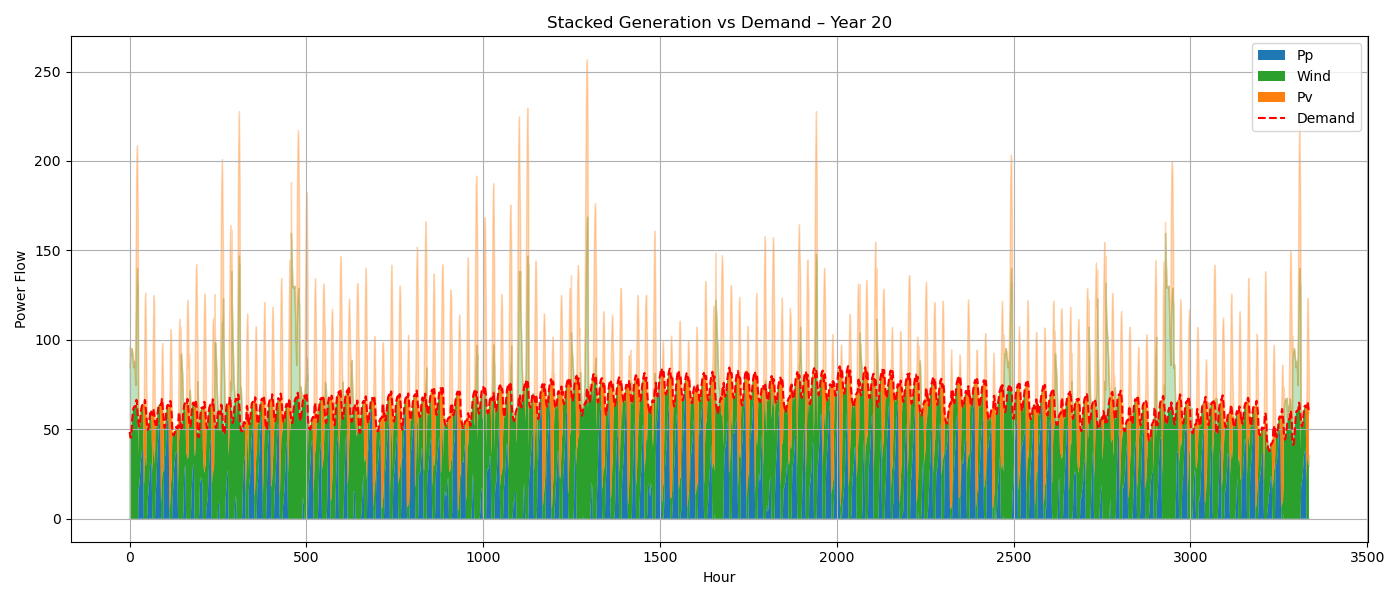 Stacked Generation vs Demand – Year 20
Power Flow
250
200
150
100
50
0
0 500 1000 1500 2000 2500 3000 3500
Hour
Pp
Wind
Pv
Demand